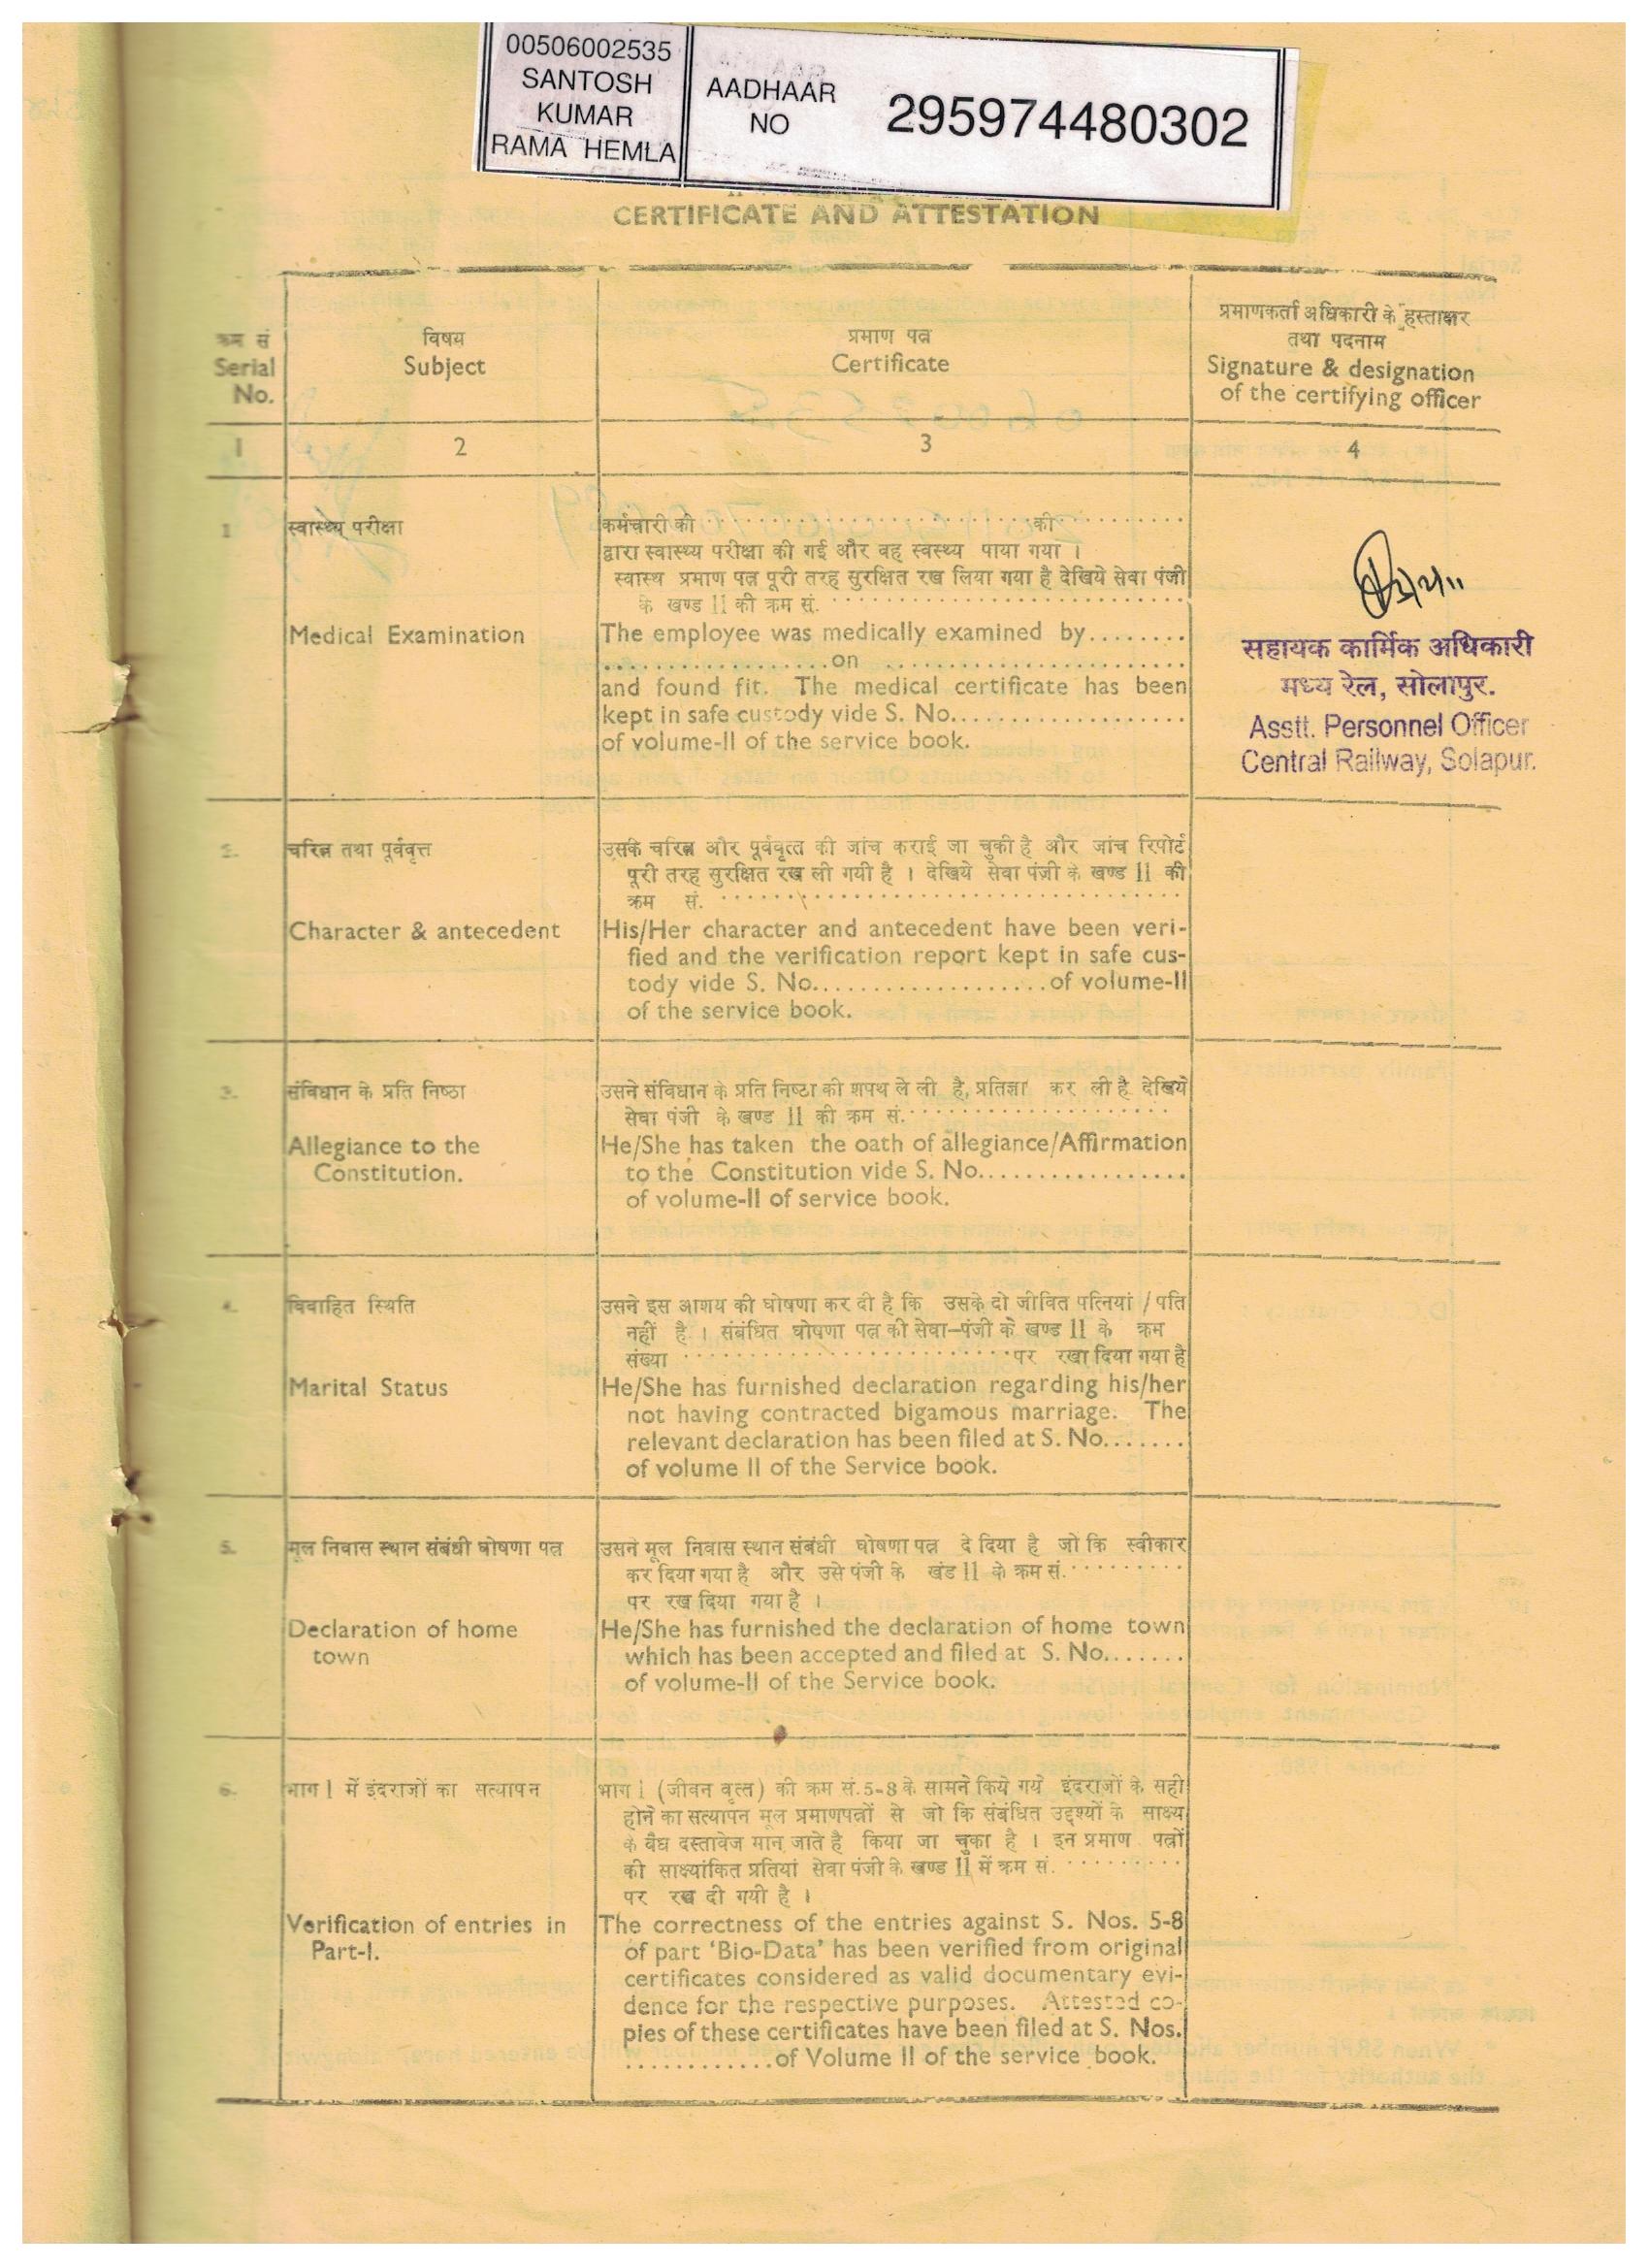 00506002535
SANTOSH
KUMAR
RAMA HEMLA
AADHAAR
NO
295974480302
CERTIFICATE AND ATTESTATION
क्रम सं
Serial
No.
विषय
Subject
प्रमाण पत्र
Certificate
प्रमाणकर्ता अधिकारी के हस्ताक्षर
तथा पदनाम
Signature & designation
of the certifying officer
1 2 3 4
1 स्वास्थ्य परीक्षा
Medical Examination
कर्मचारी की ........................ की ..........
द्वारा स्वास्थ्य परीक्षा की गई और वह स्वस्थ्य पाया गया ।
स्वास्थ प्रमाण पत्र पूरी तरह सुरक्षित रख लिया गया है देखिये सेवा पंजी
के खण्ड II की क्रम सं. ..............................
The employee was medically examined by........
.................on ......................
and found fit. The medical certificate has been
kept in safe custody vide S. No...................
of volume-II of the service book.
सहायक कार्मिक अधिकारी
मध्य रेल, सोलापुर.
Asstt. Personnel Officer
Central Railway, Solapur.
2. चरित्र तथा पूर्ववृत्त
Character & antecedent
उसके चरित्र और पूर्ववृत्त की जांच कराई जा चुकी है और जांच रिपोर्ट
पूरी तरह सुरक्षित रख ली गयी है । देखिये सेवा पंजी के खण्ड II की
क्रम सं. ...................................
His/Her character and antecedent have been veri-
fied and the verification report kept in safe cus-
tody vide S. No...................of volume-II
of the service book.
3. संविधान के प्रति निष्ठा
Allegiance to the
Constitution.
उसने संविधान के प्रति निष्ठा की शपथ ले ली है, प्रतिज्ञा कर ली है देखिये
सेवा पंजी के खण्ड II की क्रम सं. ....................
He/She has taken the oath of allegiance/Affirmation
to the Constitution vide S. No.................
of volume-II of service book.
4. विवाहित स्थिति
Marital Status
उसने इस आशय की घोषणा कर दी है कि उसके दो जीवित पत्नियां / पति
नहीं है । संबंधित घोषणा पत्र की सेवा-पंजी के खण्ड II के क्रम
संख्या ......................... पर रखा दिया गया है
He/She has furnished declaration regarding his/her
not having contracted bigamous marriage. The
relevant declaration has been filed at S. No.......
of volume II of the Service book.
5. मूल निवास स्थान संबंधी घोषणा पत्र
Declaration of home
town
उसने मूल निवास स्थान संबंधी घोषणा पत्र दे दिया है जो कि स्वीकार
कर दिया गया है और उसे पंजी के खंड II के क्रम सं. ..........
पर रख दिया गया है ।
He/She has furnished the declaration of home town
which has been accepted and filed at S. No.......
of volume-II of the Service book.
6. भाग I में इंदराजों का सत्यापन
Verification of entries in
Part-I.
भाग I (जीवन वृत्त) की क्रम सं. 5-8 के सामने किये गये इंदराजों के सही
होने का सत्यापन मूल प्रमाणपत्रों से जो कि संबंधित उद्दश्यों के साक्ष्य
के बैध दस्तावेज मान जाते है किया जा चुका है । इन प्रमाण पत्रों
की साक्ष्यांकित प्रतियां सेवा पंजी के खण्ड II में क्रम सं. ..........
पर रख दी गयी है ।
The correctness of the entries against S. Nos. 5-8
of part ‘Bio-Data’ has been verified from original
certificates considered as valid documentary evi-
dence for the respective purposes. Attested co-
pies of these certificates have been filed at S. Nos.
............of Volume II of the service book.